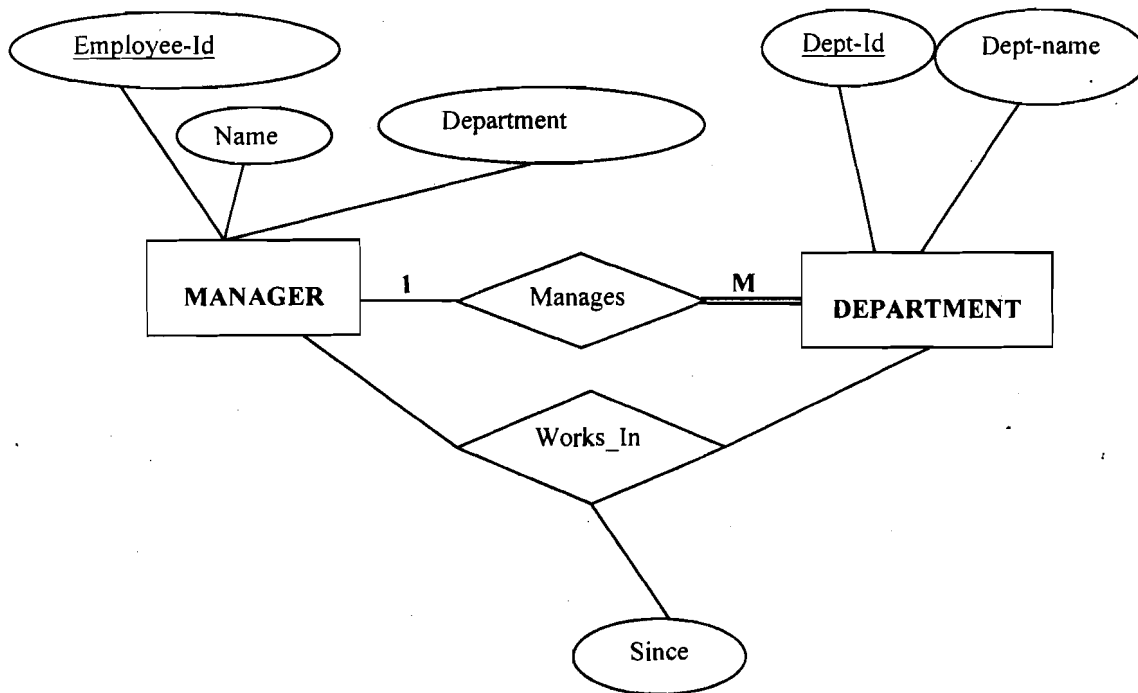 Employee-Id
Dept-Id
Dept-name
Name
Department
MANAGER
1
Manages
M
DEPARTMENT
Works_In
Since